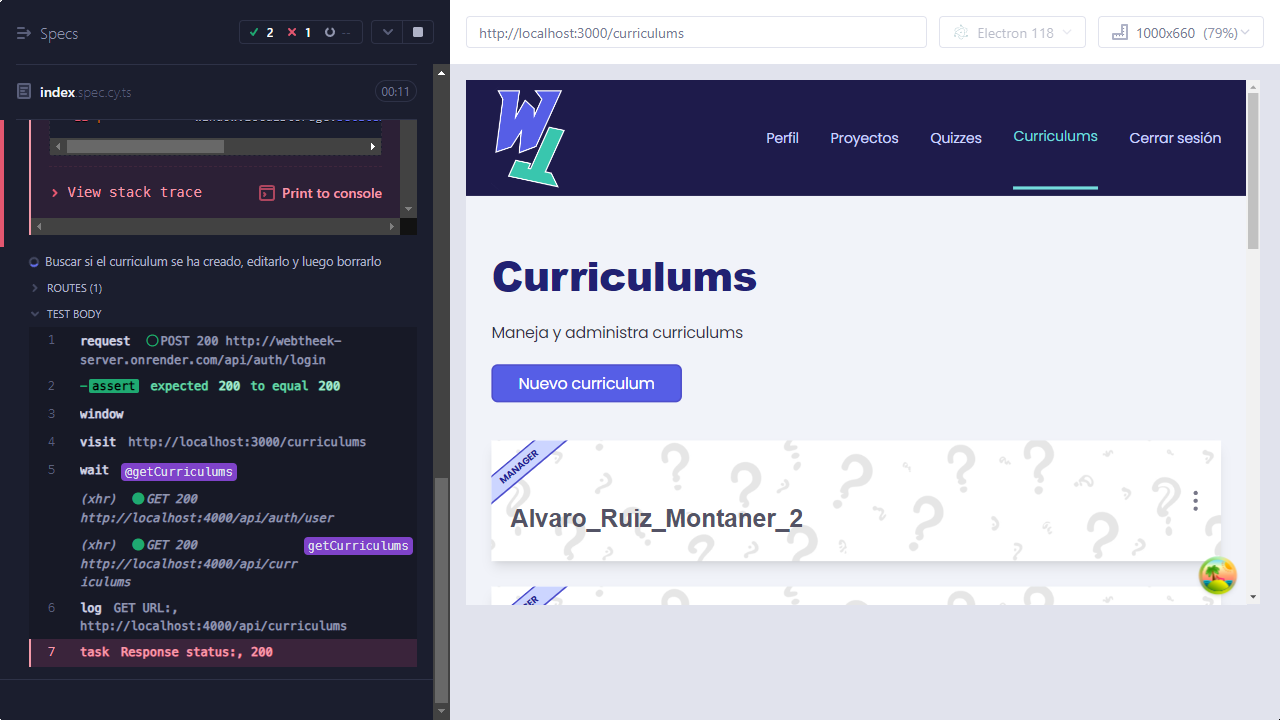 Specs
2
1
--
index.spec.cy.ts
00:11
View stack trace
Print to console
Buscar si el curriculum se ha creado, editarlo y luego borrarlo
ROUTES (1)
TEST BODY
1 request POST 200 http://webtheek-
server.onrender.com/api/auth/login
2 -assert expected 200 to equal 200
3 window
4 visit http://localhost:3000/curriculums
5 wait @getCurriculums
(xhr) GET 200
http://localhost:4000/api/auth/user
(xhr) GET 200 getCurriculums
http://localhost:4000/api/curr
iculums
6 log GET URL:,
http://localhost:4000/api/curriculums
7 task Response status:, 200
http://localhost:3000/curriculums
Electron 118
1000x660 (79%)
WT
Perfil
Proyectos
Quizzes
Curriculums
Cerrar sesión
Curriculums
Maneja y administra curriculums
Nuevo curriculum
MANAGER
Alvaro_Ruiz_Montaner_2